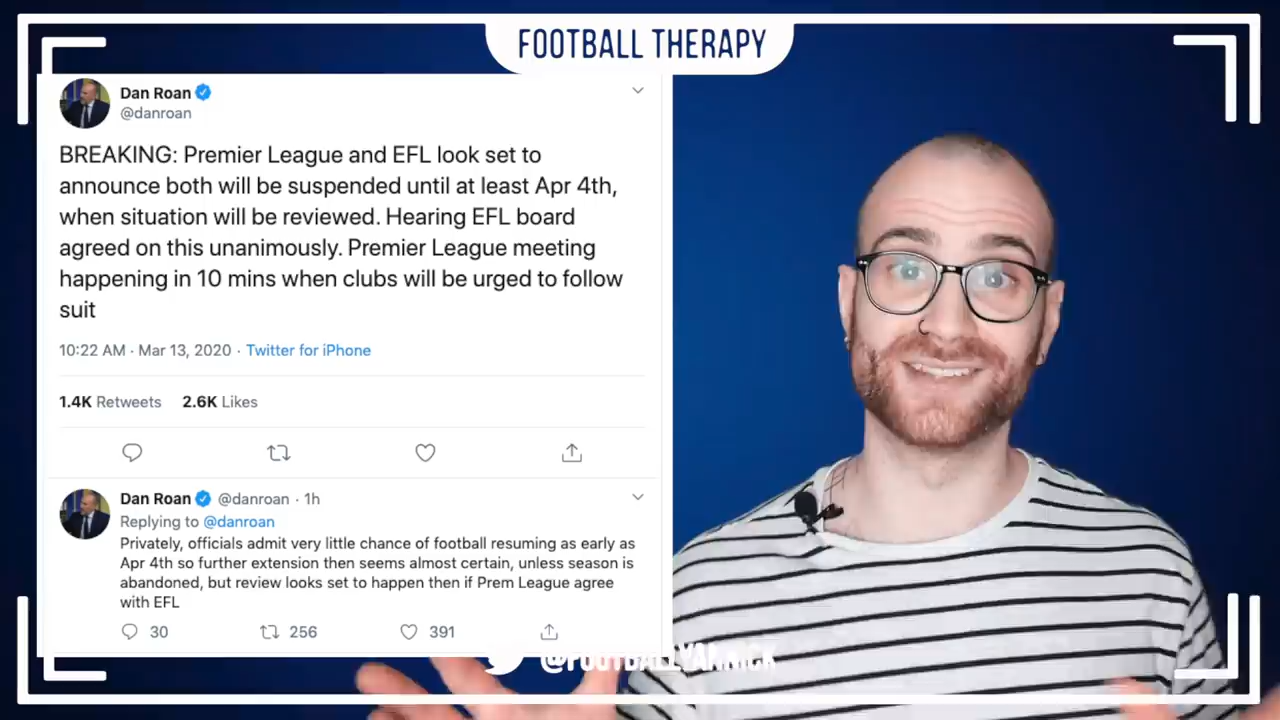 FOOTBALL THERAPY
Dan Roan
@danroan
BREAKING: Premier League and EFL look set to
announce both will be suspended until at least Apr 4th,
when situation will be reviewed. Hearing EFL board
agreed on this unanimously. Premier League meeting
happening in 10 mins when clubs will be urged to follow
suit
10:22 AM · Mar 13, 2020 · Twitter for iPhone
1.4K Retweets 2.6K Likes
Dan Roan @danroan · 1h
Replying to @danroan
Privately, officials admit very little chance of football resuming as early as
Apr 4th so further extension then seems almost certain, unless season is
abandoned, but review looks set to happen then if Prem League agree
with EFL
30 256 391
@FOOTBALLYANNICK